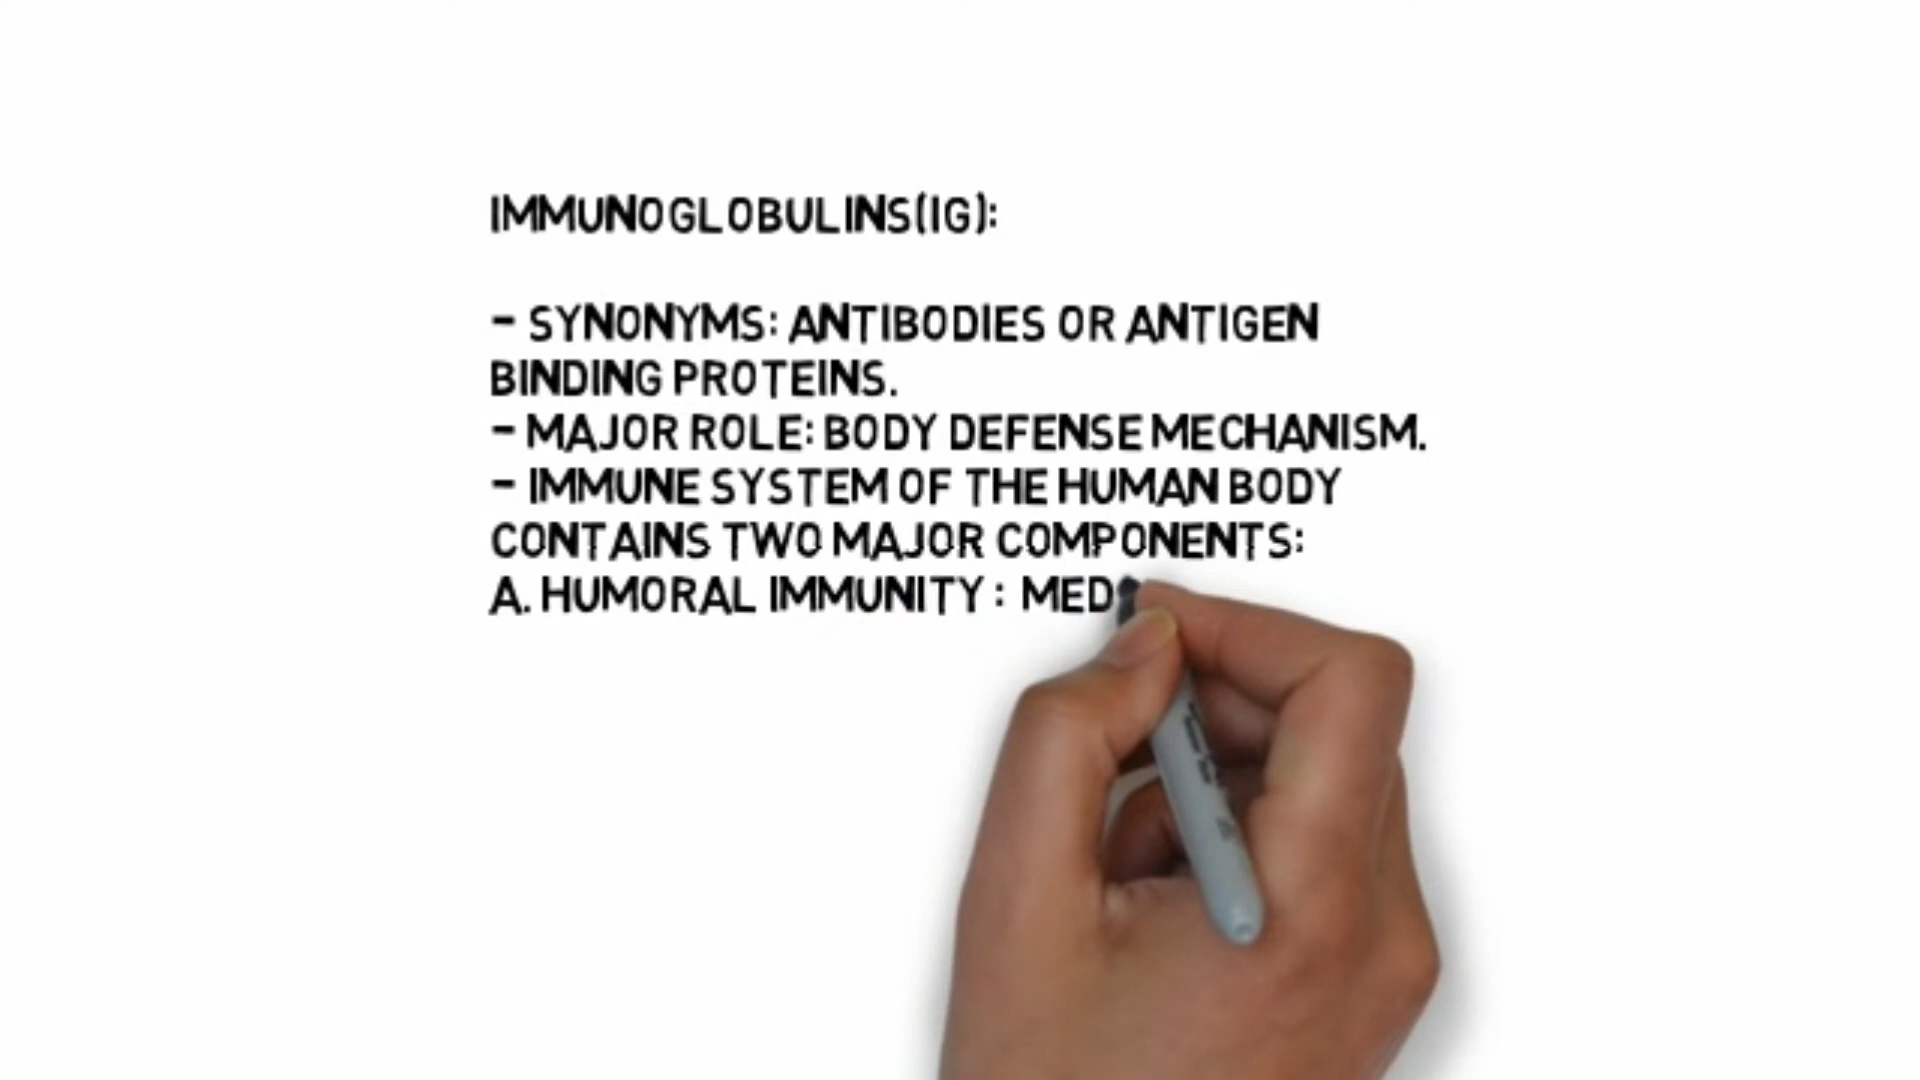 IMMUNOGLOBULINS(IG):
- SYNONYMS: ANTIBODIES OR ANTIGEN
BINDING PROTEINS.
- MAJOR ROLE: BODY DEFENSE MECHANISM.
- IMMUNE SYSTEM OF THE HUMAN BODY
CONTAINS TWO MAJOR COMPONENTS:
A. HUMORAL IMMUNITY : MED